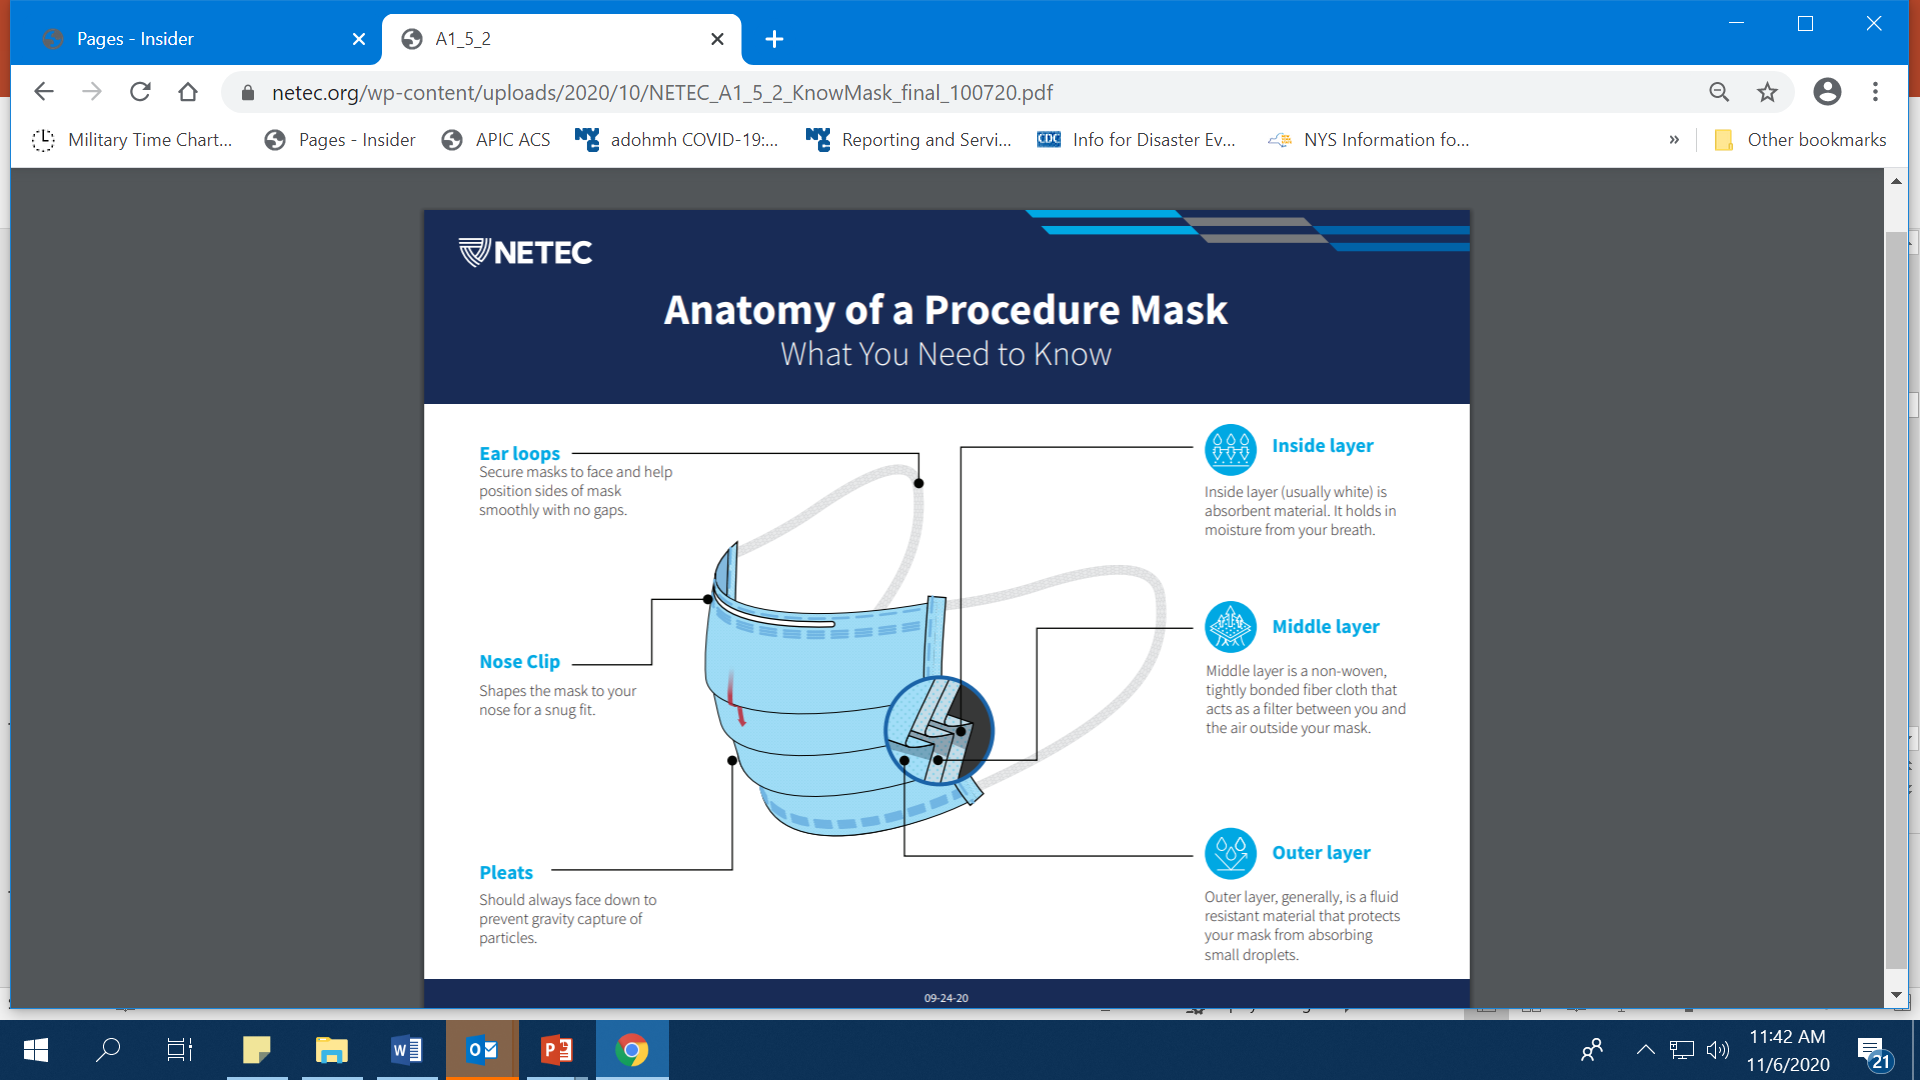 Pages - Insider
A1_5_2
netec.org/wp-content/uploads/2020/10/NETEC_A1_5_2_KnowMask_final_100720.pdf
Military Time Chart...
Pages - Insider
APIC ACS
NYC
adohmh COVID-19:...
NYC
Reporting and Servi...
CDC
Info for Disaster Ev...
NYS Information fo...
»
Other bookmarks
NETEC
Anatomy of a Procedure Mask
What You Need to Know
Ear loops
Secure masks to face and help
position sides of mask
smoothly with no gaps.
Nose Clip
Shapes the mask to your
nose for a snug fit.
Pleats
Should always face down to
prevent gravity capture of
particles.
Inside layer
Inside layer (usually white) is
absorbent material. It holds in
moisture from your breath.
Middle layer
Middle layer is a non-woven,
tightly bonded fiber cloth that
acts as a filter between you and
the air outside your mask.
Outer layer
Outer layer, generally, is a fluid
resistant material that protects
your mask from absorbing
small droplets.
09-24-20
11:42 AM
11/6/2020
21